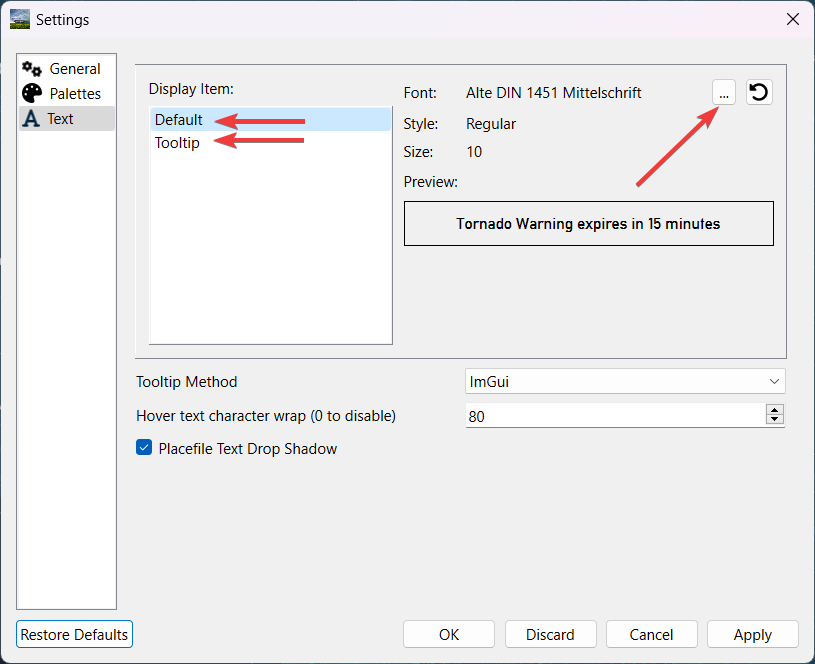 Settings
General
Palettes
Text
Display Item:
Default
Tooltip
Font: Alte DIN 1451 Mittelschrift
...
Style: Regular
Size: 10
Preview:
Tornado Warning expires in 15 minutes
Tooltip Method ImGui
Hover text character wrap (0 to disable) 80
Placefile Text Drop Shadow
Restore Defaults OK Discard Cancel Apply